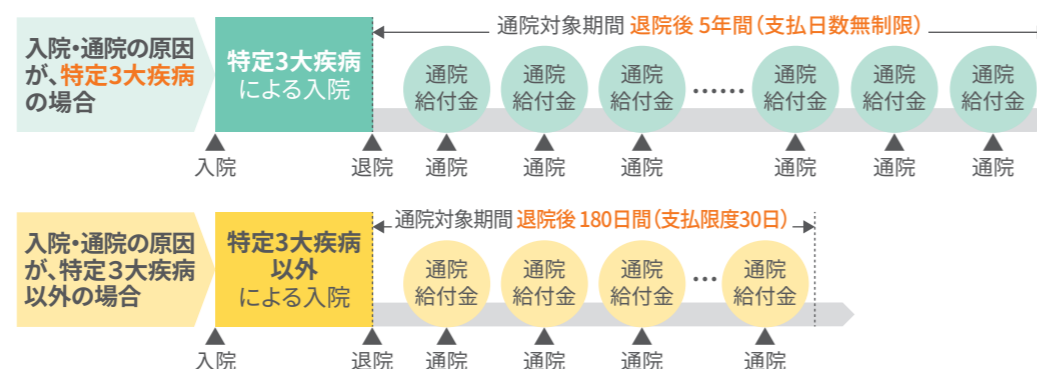 通院対象期間 退院後 5年間(支払日数無制限)
入院・通院の原因
が、特定3大疾病
の場合
特定3大疾病
による入院
通院
給付金
通院
給付金
通院
給付金
……
通院
給付金
通院
給付金
通院
給付金
入院
退院
通院
通院
通院
通院
通院
通院
通院対象期間 退院後 180日間(支払限度30日)
入院・通院の原因
が、特定３大疾病
以外の場合
特定3大疾病
以外
による入院
通院
給付金
通院
給付金
通院
給付金
…
通院
給付金
入院
退院
通院
通院
通院
通院